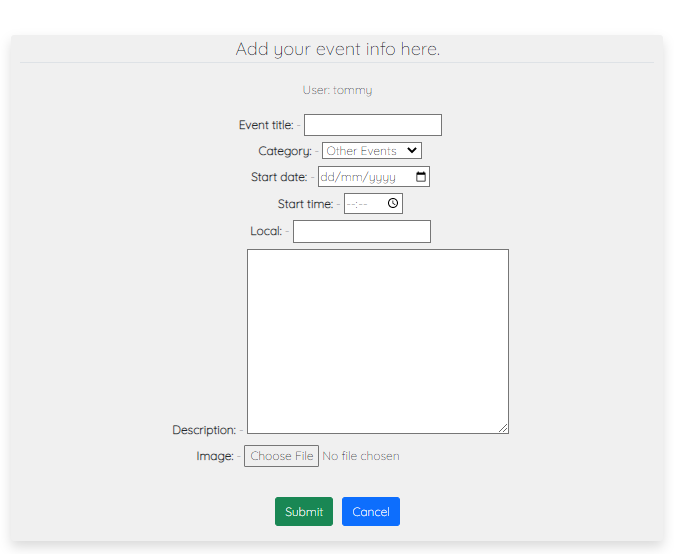 Add your event info here.
User: tommy
Event title: -
Category: - Other Events
Start date: - dd/mm/yyyy
Start time: - --:--
Local: -
Description: -
Image: - Choose File No file chosen
Submit Cancel